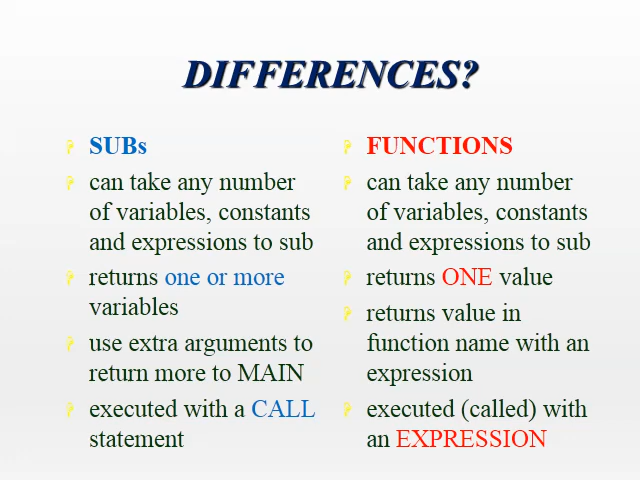 DIFFERENCES?
? SUBs
? can take any number
of variables, constants
and expressions to sub
? returns one or more
variables
? use extra arguments to
return more to MAIN
? executed with a CALL
statement
? FUNCTIONS
? can take any number
of variables, constants
and expressions to sub
? returns ONE value
? returns value in
function name with an
expression
? executed (called) with
an EXPRESSION